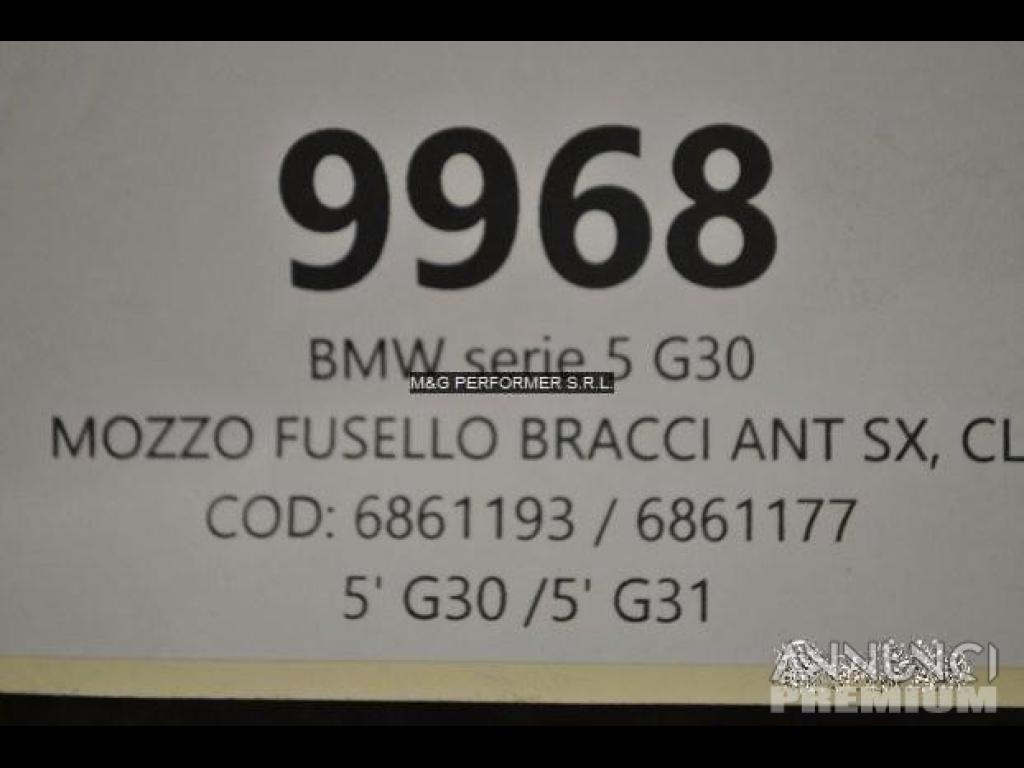 9968
BMW serie 5 G30
M&G PERFORMER S.R.L.
MOZZO FUSELLO BRACCI ANT SX, CL
COD: 6861193 / 6861177
5' G30 /5' G31
ANNUNCI
PREMIUM